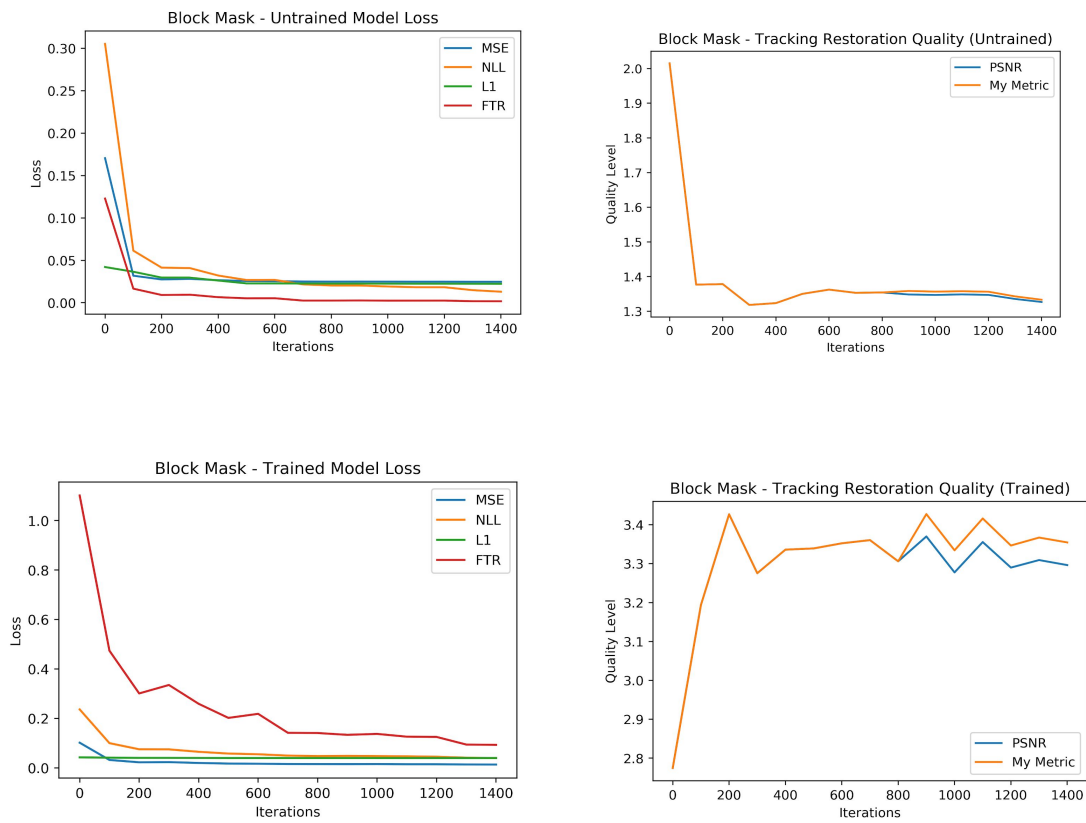 Block Mask - Untrained Model Loss
0.30
0.25
0.20
0.15
0.10
0.05
0.00
Loss
MSE
NLL
L1
FTR
0 200 400 600 800 1000 1200 1400
Iterations
Block Mask - Tracking Restoration Quality (Untrained)
2.0
1.9
1.8
1.7
1.6
1.5
1.4
1.3
Quality Level
PSNR
My Metric
0 200 400 600 800 1000 1200 1400
Iterations
Block Mask - Trained Model Loss
1.0
0.8
0.6
0.4
0.2
0.0
Loss
MSE
NLL
L1
FTR
0 200 400 600 800 1000 1200 1400
Iterations
Block Mask - Tracking Restoration Quality (Trained)
3.4
3.3
3.2
3.1
3.0
2.9
2.8
Quality Level
PSNR
My Metric
0 200 400 600 800 1000 1200 1400
Iterations